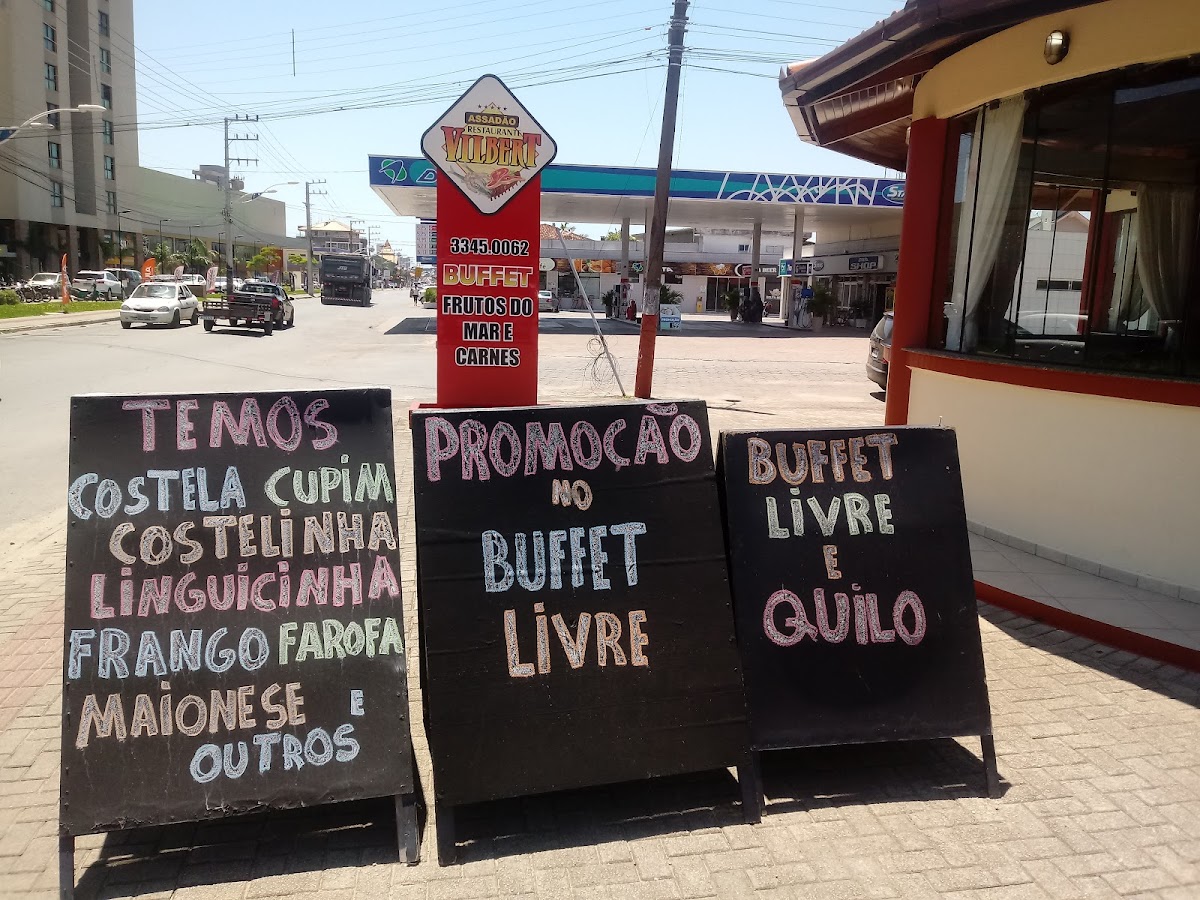 ASSADÃO
RESTAURANTE
VILBERT
3345.0062
BUFFET
FRUTOS DO
MAR E
CARNES
SHOP
TEMOS
COSTELA CUPIM
COSTELINHA
LINGUICINHA
FRANGO FAROFA
MAIONESE E
OUTROS
PROMOÇÃO
NO
BUFFET
LIVRE
BUFFET
LIVRE
E
QUILO